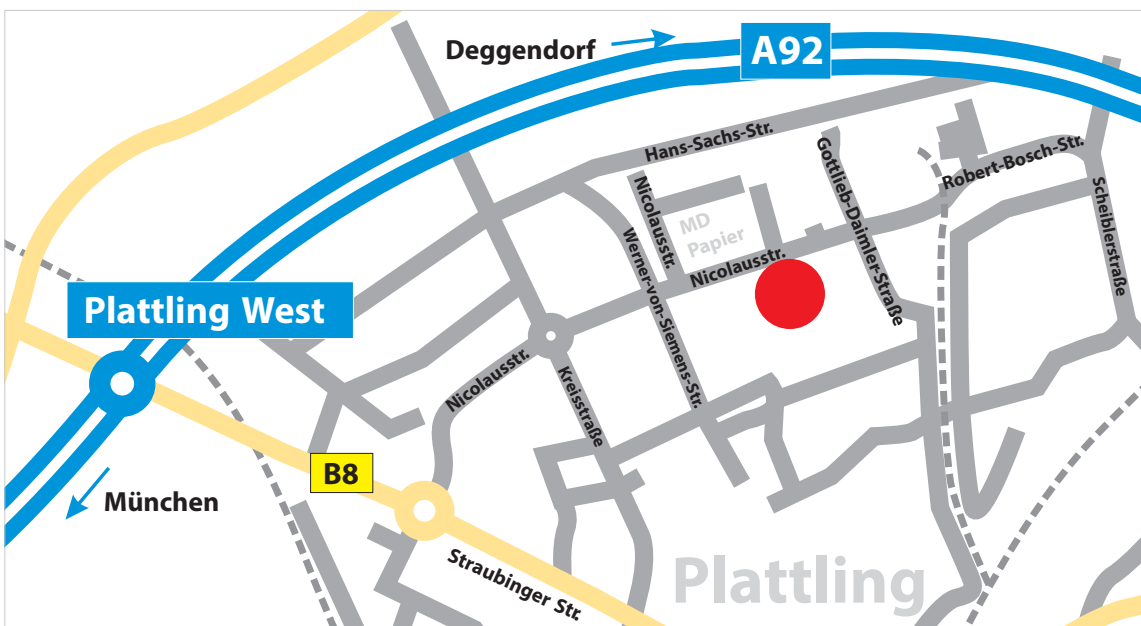 Deggendorf
A92
Hans-Sachs-Str.
Gottlieb-Daimler-Straße
Robert-Bosch-Str.
Scheiblerstraße
Nicolausstr.
MD
Papier
Werner-von-Siemens-Str.
Nicolausstr.
Plattling West
Nicolausstr.
Kreisstraße
B8
München
Straubinger Str.
Plattling